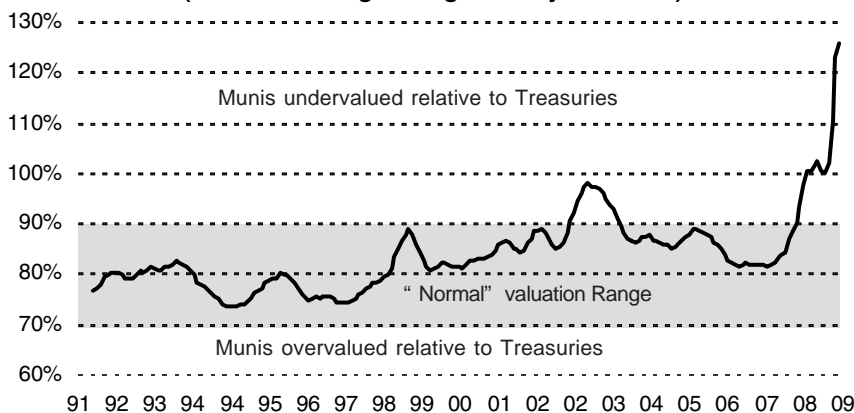 130%
120%
Munis undervalued relative to Treasuries
110%
100%
90%
80%
“ Normal” valuation Range
70%
Munis overvalued relative to Treasuries
60%
91 92 93 94 95 96 97 98 99 00 01 02 03 04 05 06 07 08 09